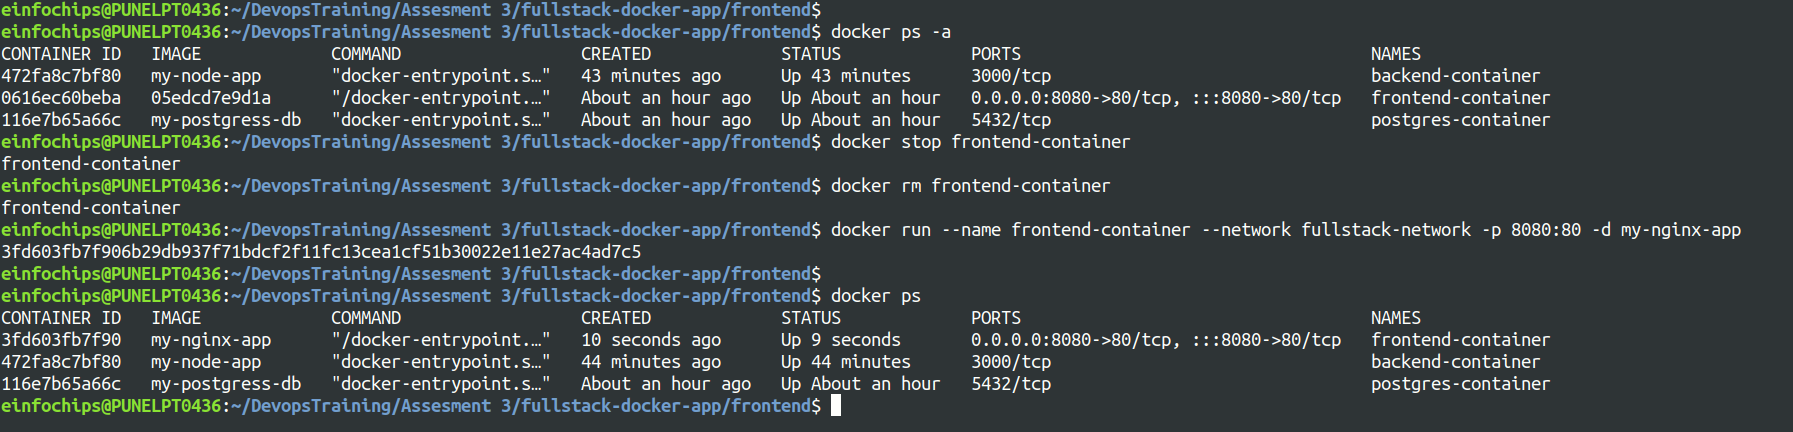 einfochips@PUNELPT0436:~/DevopsTraining/Assesment 3/fullstack-docker-app/frontend$
einfochips@PUNELPT0436:~/DevopsTraining/Assesment 3/fullstack-docker-app/frontend$ docker ps -a
CONTAINER ID   IMAGE             COMMAND                  CREATED             STATUS             PORTS                                   NAMES
472fa8c7bf80   my-node-app       "docker-entrypoint.s…"   43 minutes ago      Up 43 minutes      3000/tcp                                backend-container
0616ec60beba   05edcd7e9d1a      "/docker-entrypoint.…"   About an hour ago   Up About an hour   0.0.0.0:8080->80/tcp, :::8080->80/tcp   frontend-container
116e7b65a66c   my-postgress-db   "docker-entrypoint.s…"   About an hour ago   Up About an hour   5432/tcp                                postgres-container
einfochips@PUNELPT0436:~/DevopsTraining/Assesment 3/fullstack-docker-app/frontend$ docker stop frontend-container
frontend-container
einfochips@PUNELPT0436:~/DevopsTraining/Assesment 3/fullstack-docker-app/frontend$ docker rm frontend-container
frontend-container
einfochips@PUNELPT0436:~/DevopsTraining/Assesment 3/fullstack-docker-app/frontend$ docker run --name frontend-container --network fullstack-network -p 8080:80 -d my-nginx-app
3fd603fb7f906b29db937f71bdcf2f11fc13cea1cf51b30022e11e27ac4ad7c5
einfochips@PUNELPT0436:~/DevopsTraining/Assesment 3/fullstack-docker-app/frontend$
einfochips@PUNELPT0436:~/DevopsTraining/Assesment 3/fullstack-docker-app/frontend$ docker ps
CONTAINER ID   IMAGE             COMMAND                  CREATED             STATUS             PORTS                                   NAMES
3fd603fb7f90   my-nginx-app      "/docker-entrypoint.…"   10 seconds ago      Up 9 seconds       0.0.0.0:8080->80/tcp, :::8080->80/tcp   frontend-container
472fa8c7bf80   my-node-app       "docker-entrypoint.s…"   44 minutes ago      Up 44 minutes      3000/tcp                                backend-container
116e7b65a66c   my-postgress-db   "docker-entrypoint.s…"   About an hour ago   Up About an hour   5432/tcp                                postgres-container
einfochips@PUNELPT0436:~/DevopsTraining/Assesment 3/fullstack-docker-app/frontend$